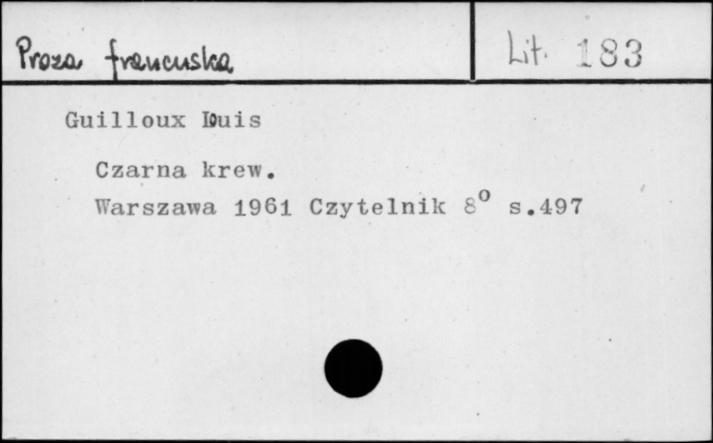 Proza francuska
Lit. 183
Guilloux Louis
Czarna krew.
Warszawa 1961 Czytelnik 8° s.497